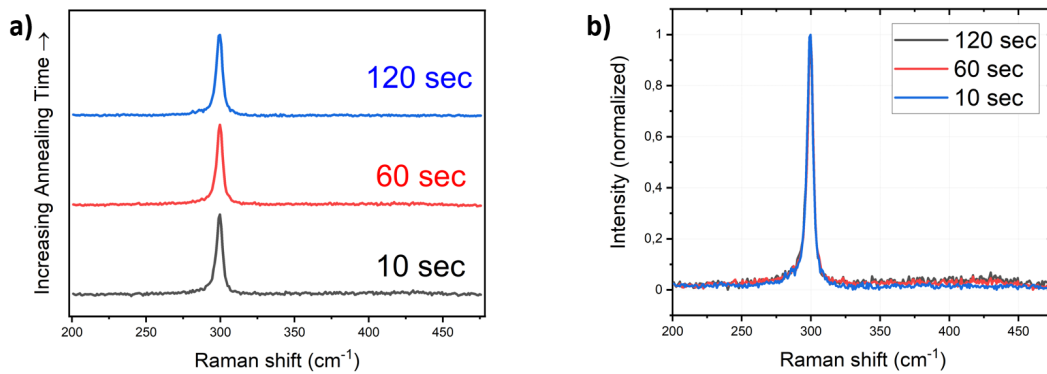 a)
Increasing Annealing Time →
120 sec
60 sec
10 sec
200 250 300 350 400 450
Raman shift (cm⁻¹)
b)
Intensity (normalized)
1
0,8
0,6
0,4
0,2
0
120 sec
60 sec
10 sec
200 250 300 350 400 450
Raman shift (cm⁻¹)